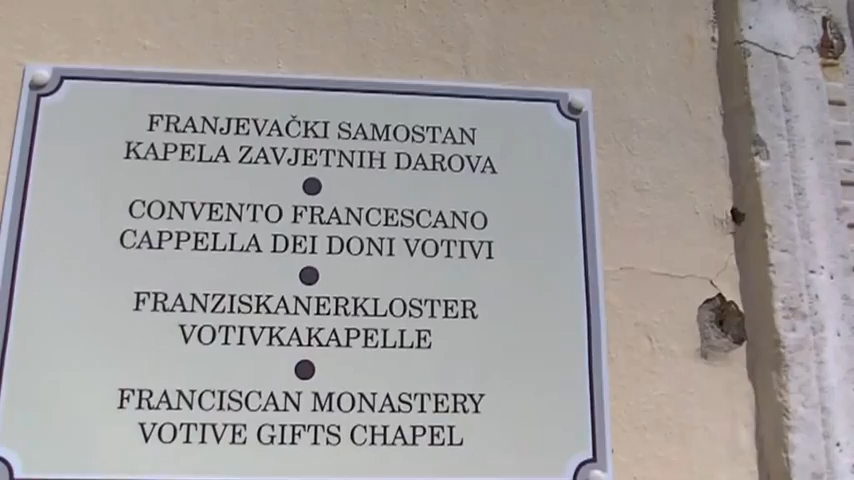 FRANJEVAČKI SAMOSTAN
KAPELA ZAVJETNIH DAROVA
CONVENTO FRANCESCANO
CAPPELLA DEI DONI VOTIVI
FRANZISKANERKLOSTER
VOTIVKAKAPELLE
FRANCISCAN MONASTERY
VOTIVE GIFTS CHAPEL